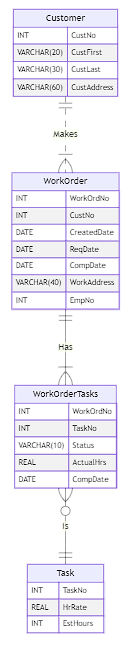 Customer
INT CustNo
VARCHAR(20) CustFirst
VARCHAR(30) CustLast
VARCHAR(60) CustAddress
Makes
WorkOrder
INT WorkOrdNo
INT CustNo
DATE CreatedDate
DATE ReqDate
DATE CompDate
VARCHAR(40) WorkAddress
INT EmpNo
Has
WorkOrderTasks
INT WorkOrdNo
INT TaskNo
VARCHAR(10) Status
REAL ActualHrs
DATE CompDate
Is
Task
INT TaskNo
REAL HrRate
INT EstHours